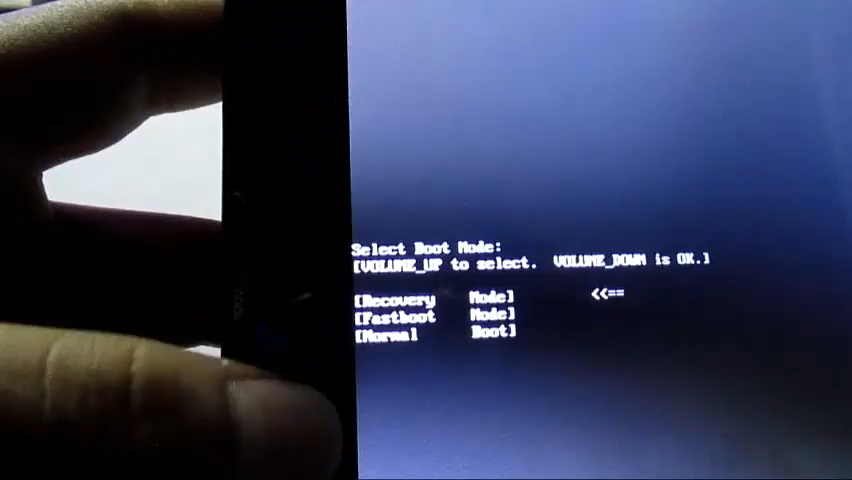 Select Boot Mode:
[VOLUME_UP to select.  VOLUME_DOWN is OK.]
[Recovery    Mode]        <<==
[Fastboot    Mode]
[Normal      Boot]